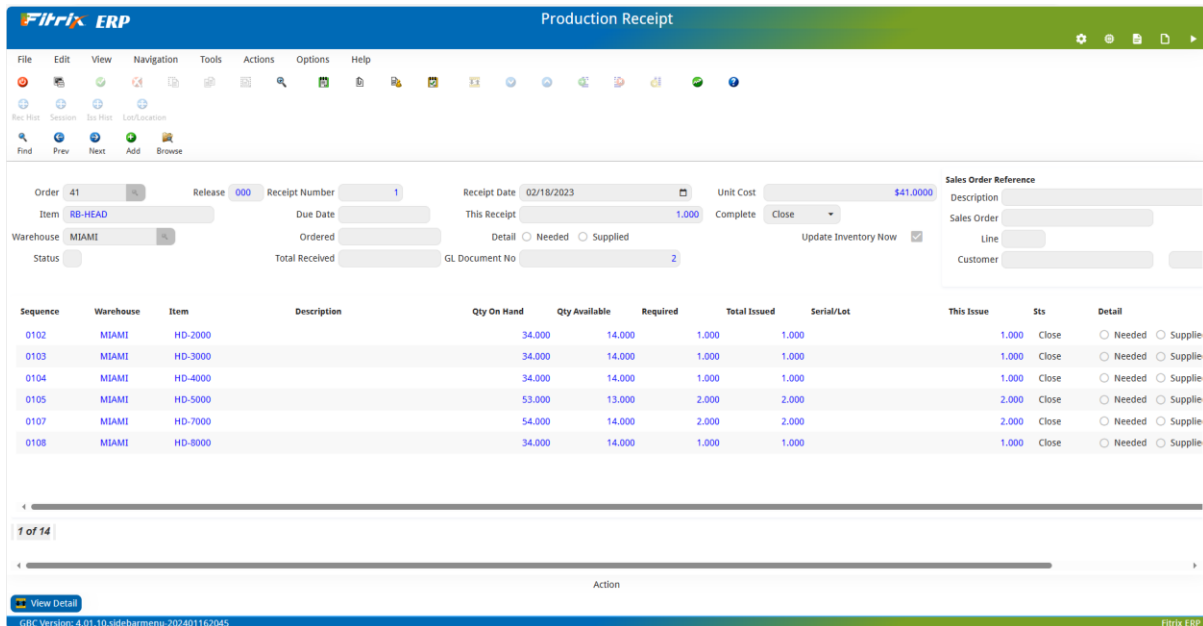 Fitrix ERP Production Receipt
File Edit View Navigation Tools Actions Options Help
Rec Hist Session Iss Hist Lot/Location
Find Prev Next Add Browse
Sales Order Reference
Order 41 Release 000 Receipt Number 1 Receipt Date 02/18/2023 Unit Cost $41.0000 Description
Item RB-HEAD Due Date This Receipt 1.000 Complete Close Sales Order
Warehouse MIAMI Ordered Detail Needed Supplied Update Inventory Now Line
Status Total Received GL Document No 2 Customer
Sequence Warehouse Item Description Qty On Hand Qty Available Required Total Issued Serial/Lot This Issue Sts Detail
0102 MIAMI HD-2000 34.000 14.000 1.000 1.000 1.000 Close Needed Supplie
0103 MIAMI HD-3000 34.000 14.000 1.000 1.000 1.000 Close Needed Supplie
0104 MIAMI HD-4000 34.000 14.000 1.000 1.000 1.000 Close Needed Supplie
0105 MIAMI HD-5000 53.000 13.000 2.000 2.000 2.000 Close Needed Supplie
0107 MIAMI HD-7000 54.000 14.000 2.000 2.000 2.000 Close Needed Supplie
0108 MIAMI HD-8000 34.000 14.000 1.000 1.000 1.000 Close Needed Supplie
1 of 14
Action
View Detail
GBC Version: 4.01.10.sidebarmenu-202401162045 Fitrix ERP